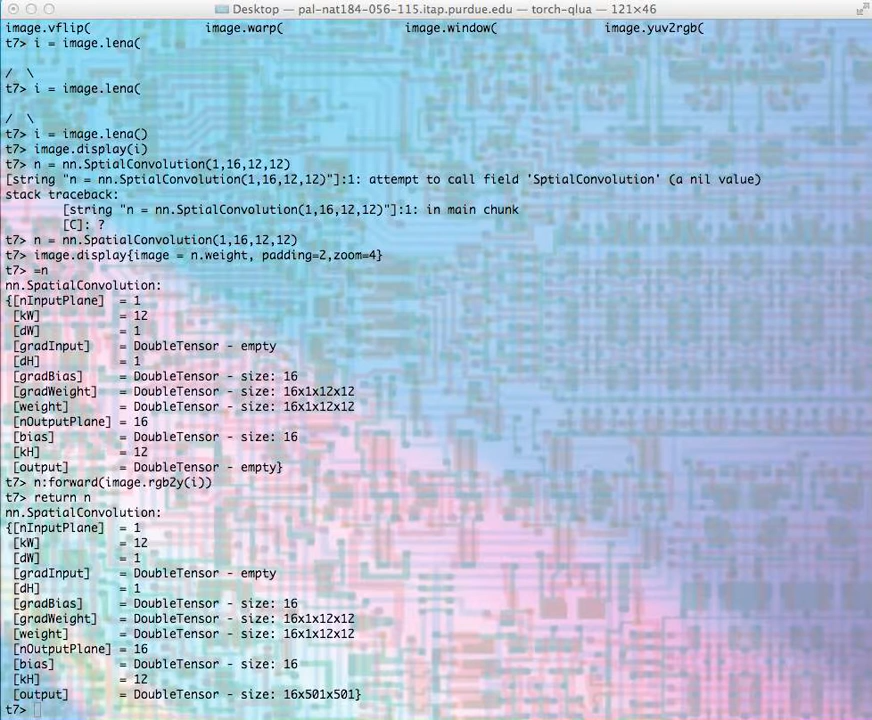 Desktop — pal-nat184-056-115.itap.purdue.edu — torch-qlua — 121×46
image.vflip( image.warp( image.window( image.yuv2rgb(
t7> i = image.lena(
/ \
t7> i = image.lena(
/ \
t7> i = image.lena()
t7> image.display(i)
t7> n = nn.SptialConvolution(1,16,12,12)
[string "n = nn.SptialConvolution(1,16,12,12)"]:1: attempt to call field 'SptialConvolution' (a nil value)
stack traceback:
[string "n = nn.SptialConvolution(1,16,12,12)"]:1: in main chunk
[C]: ?
t7> n = nn.SpatialConvolution(1,16,12,12)
t7> image.display{image = n.weight, padding=2,zoom=4}
t7> =n
nn.SpatialConvolution:
{[nInputPlane] = 1
[kW] = 12
[dW] = 1
[gradInput] = DoubleTensor - empty
[dH] = 1
[gradBias] = DoubleTensor - size: 16
[gradWeight] = DoubleTensor - size: 16x1x12x12
[weight] = DoubleTensor - size: 16x1x12x12
[nOutputPlane] = 16
[bias] = DoubleTensor - size: 16
[kH] = 12
[output] = DoubleTensor - empty}
t7> n:forward(image.rgb2y(i))
t7> return n
nn.SpatialConvolution:
{[nInputPlane] = 1
[kW] = 12
[dW] = 1
[gradInput] = DoubleTensor - empty
[dH] = 1
[gradBias] = DoubleTensor - size: 16
[gradWeight] = DoubleTensor - size: 16x1x12x12
[weight] = DoubleTensor - size: 16x1x12x12
[nOutputPlane] = 16
[bias] = DoubleTensor - size: 16
[kH] = 12
[output] = DoubleTensor - size: 16x501x501}
t7>